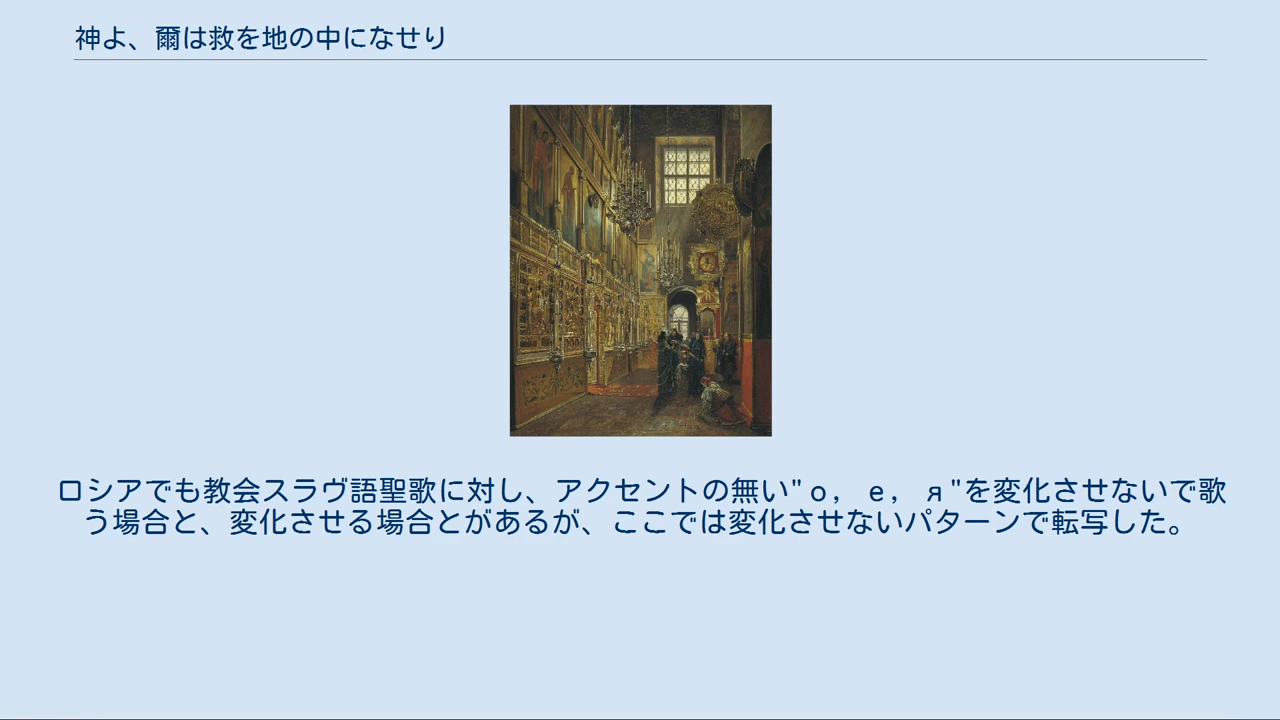 神よ、爾は救を地の中になせり
ロシアでも教会スラヴ語聖歌に対し、アクセントの無い"о, е, я"を変化させないで歌
う場合と、変化させる場合とがあるが、ここでは変化させないパターンで転写した。